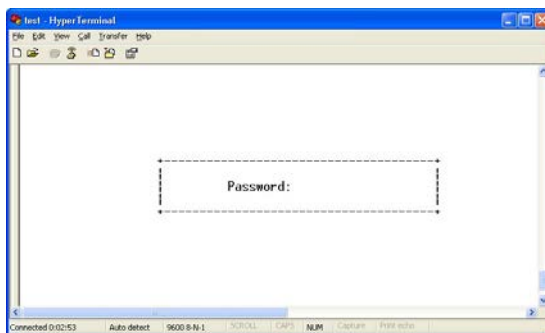 test - HyperTerminal
File Edit View Call Transfer Help
Password:
Connected 0:02:53 Auto detect 9600 8-N-1 SCROLL CAPS NUM Capture Print echo